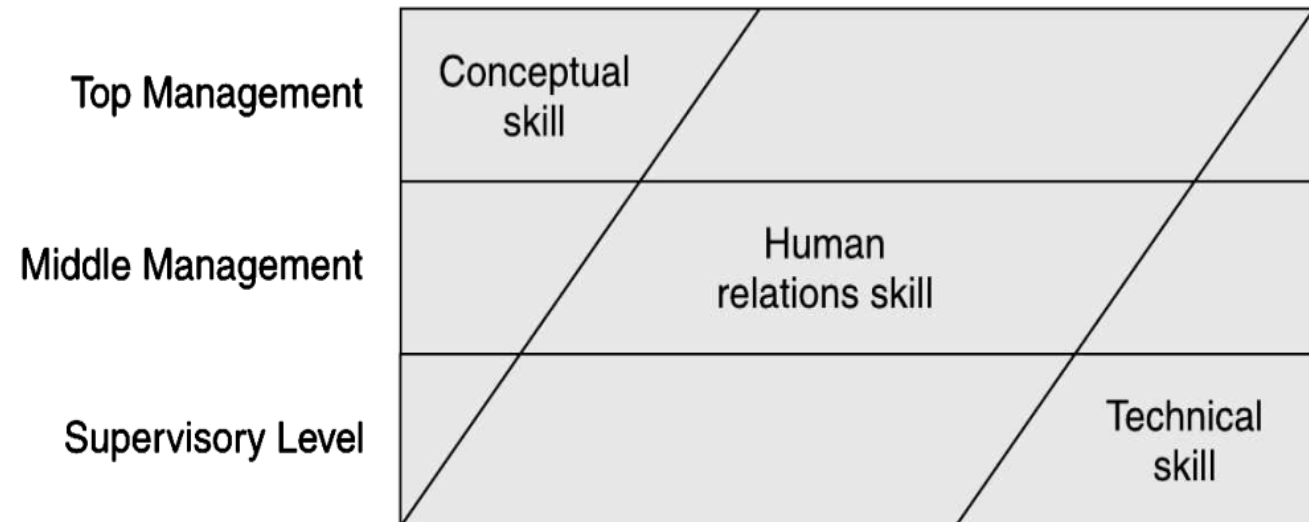 Top Management
Conceptual
skill
Middle Management
Human
relations skill
Supervisory Level
Technical
skill